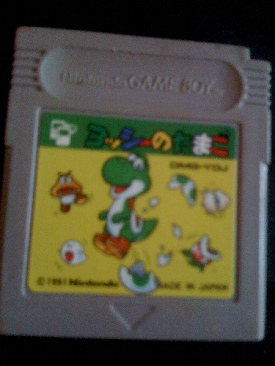 Nintendo GAME BOY
ヨッシーのたまご
DMG-YOJ
©1991 Nintendo
MADE IN JAPAN